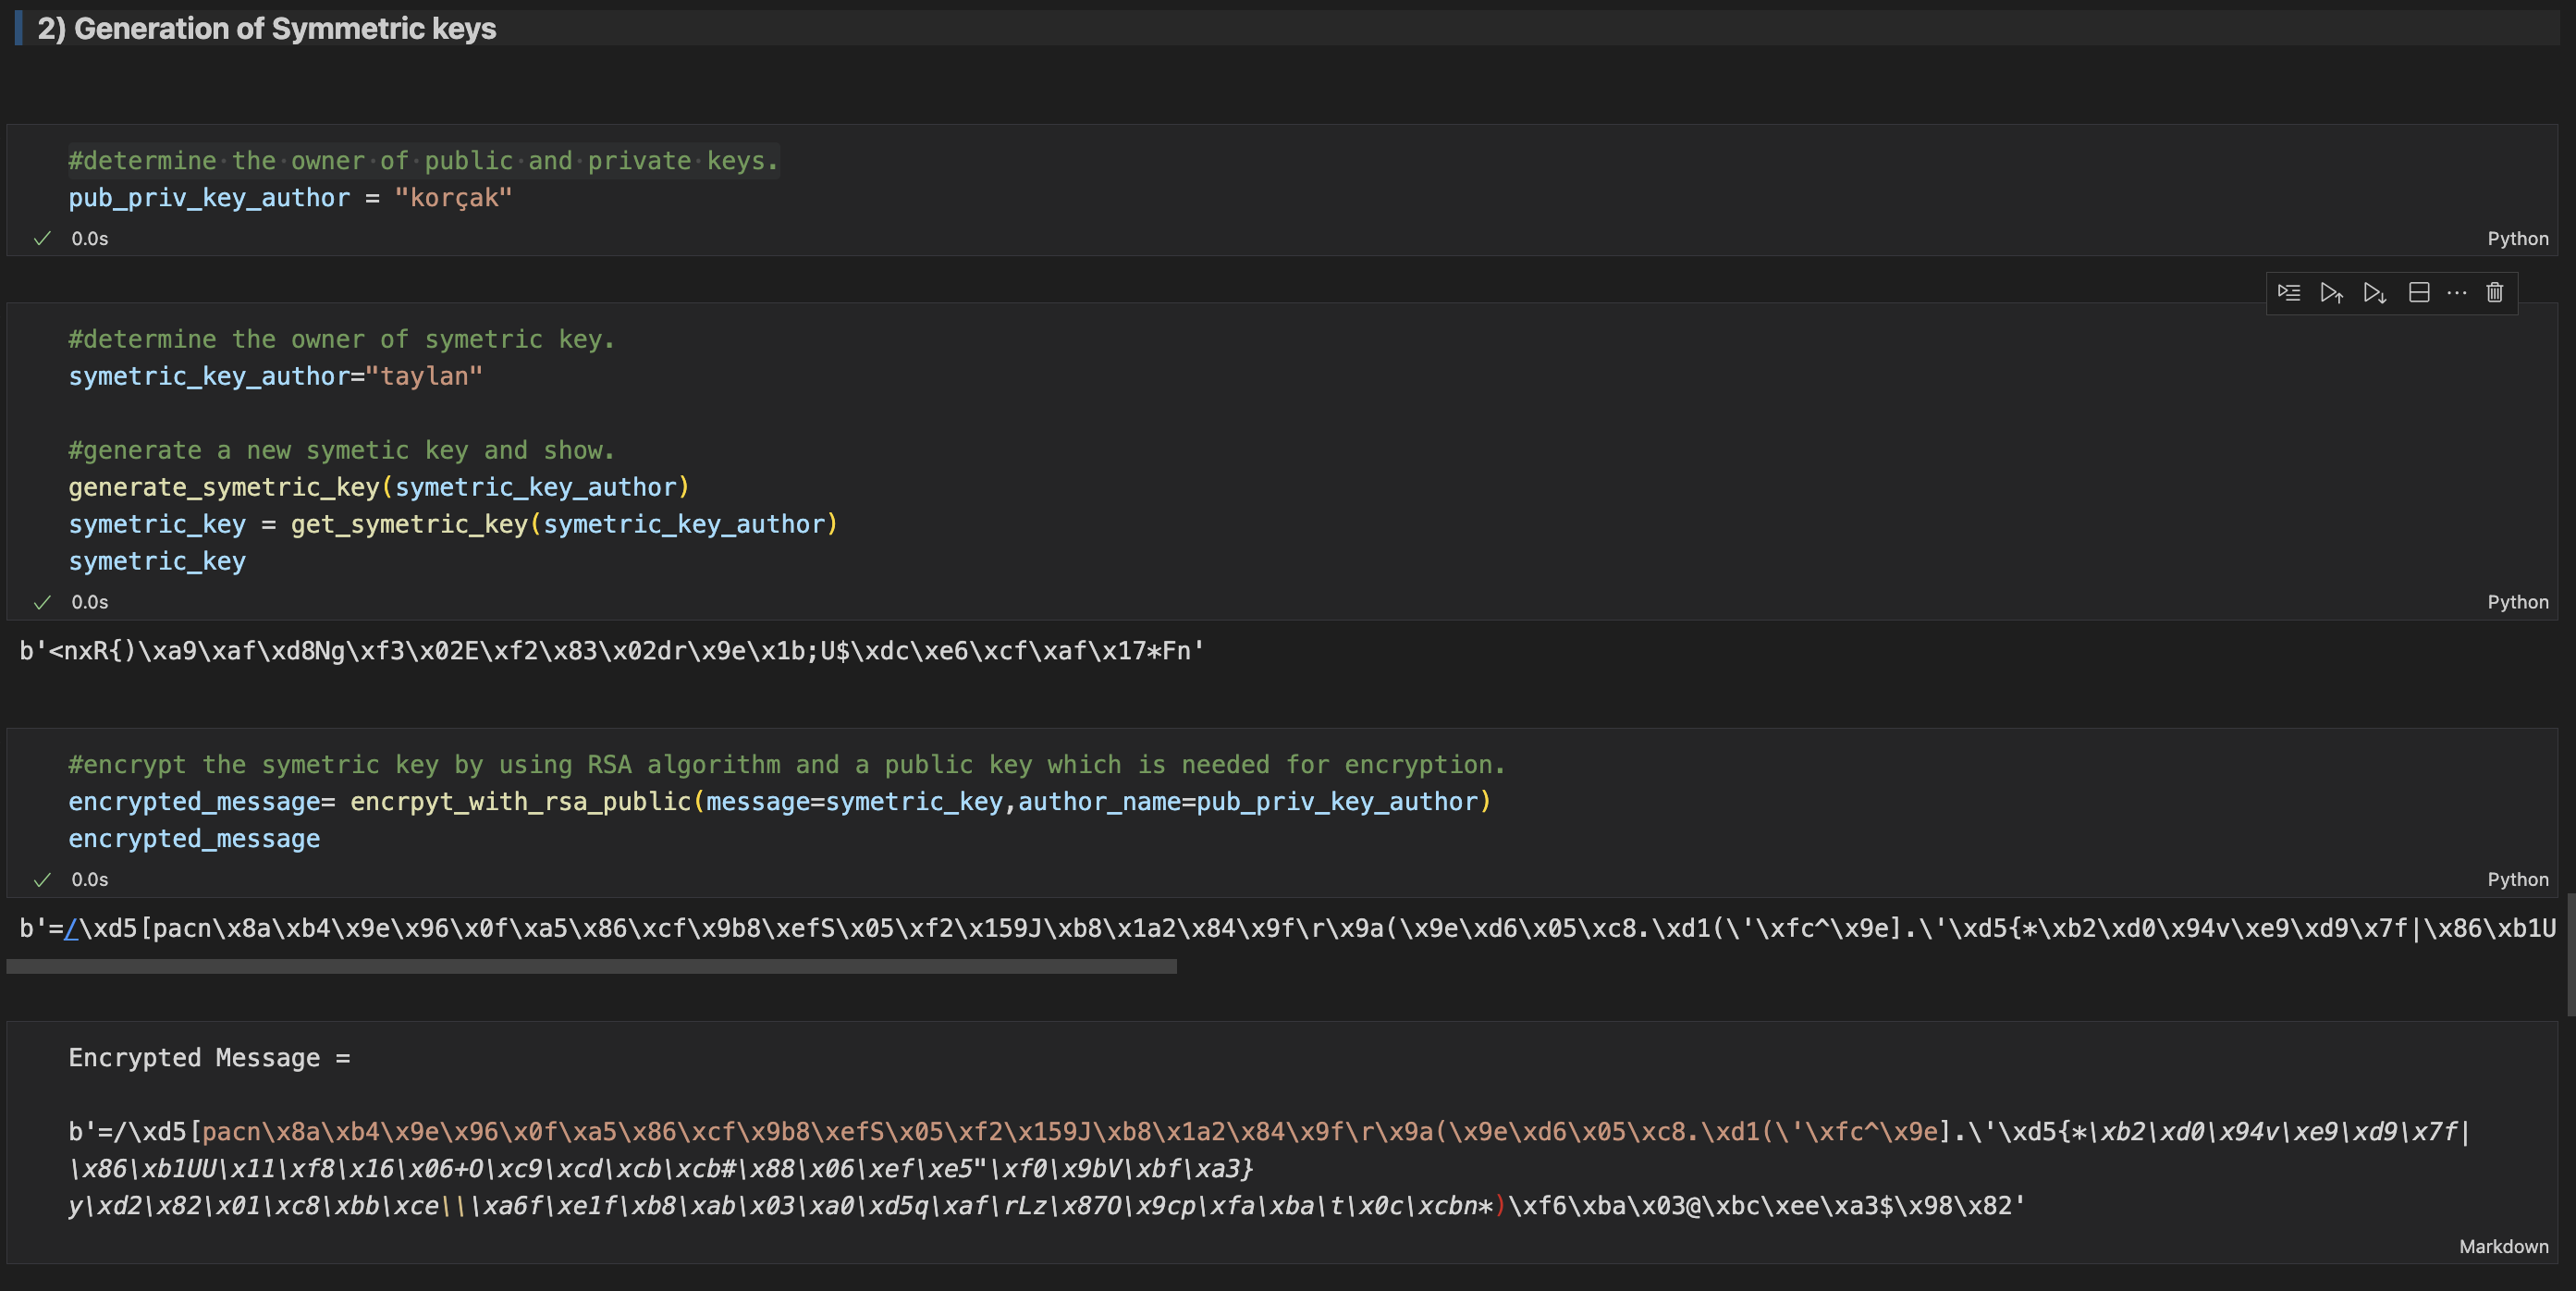 2) Generation of Symmetric keys
#determine the owner of public and private keys.
pub_priv_key_author = "korçak"
0.0s
Python
#determine the owner of symetric key.
symetric_key_author="taylan"
#generate a new symetic key and show.
generate_symetric_key(symetric_key_author)
symetric_key = get_symetric_key(symetric_key_author)
symetric_key
0.0s
Python
b'<nxR{)\xa9\xaf\xd8Ng\xf3\x02E\xf2\x83\x02dr\x9e\x1b;U$\xdc\xe6\xcf\xaf\x17*Fn'
#encrypt the symetric key by using RSA algorithm and a public key which is needed for encryption.
encrypted_message= encrpyt_with_rsa_public(message=symetric_key,author_name=pub_priv_key_author)
encrypted_message
0.0s
Python
b'=/\xd5[pacn\x8a\xb4\x9e\x96\x0f\xa5\x86\xcf\x9b8\xefS\x05\xf2\x159J\xb8\x1a2\x84\x9f\r\x9a(\x9e\xd6\x05\xc8.\xd1(\'\xfc^\x9e].\'\xd5{*\xb2\xd0\x94v\xe9\xd9\x7f|\x86\xb1U
Encrypted Message =
b'=/\xd5[pacn\x8a\xb4\x9e\x96\x0f\xa5\x86\xcf\x9b8\xefS\x05\xf2\x159J\xb8\x1a2\x84\x9f\r\x9a(\x9e\xd6\x05\xc8.\xd1(\'\xfc^\x9e].\'\xd5{*\xb2\xd0\x94v\xe9\xd9\x7f|
\x86\xb1UU\x11\xf8\x16\x06+O\xc9\xcd\xcb\xcb#\x88\x06\xef\xe5"\xf0\x9bV\xbf\xa3}
y\xd2\x82\x01\xc8\xbb\xce\\\xa6f\xe1f\xb8\xab\x03\xa0\xd5q\xaf\rLz\x87O\x9cp\xfa\xba\t\x0c\xcbn*)\xf6\xba\x03@\xbc\xee\xa3$\x98\x82'
Markdown